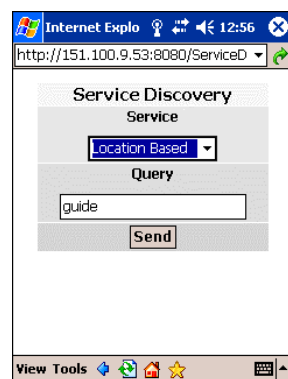 Internet Explo 12:56
http://151.100.9.53:8080/ServiceD
Service Discovery
Service
Location Based
Query
guide
Send
View Tools